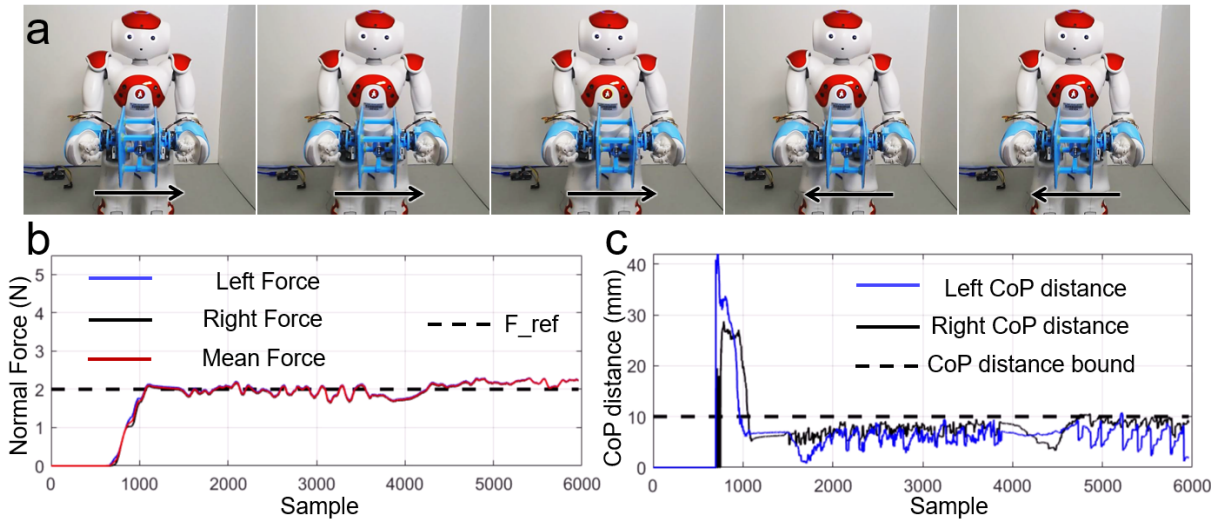 a
b
Normal Force (N)
5
4
3
2
1
0
Left Force
Right Force
Mean Force
F_ref
0 1000 2000 3000 4000 5000 6000
Sample
c
CoP distance (mm)
40
30
20
10
0
Left CoP distance
Right CoP distance
CoP distance bound
0 1000 2000 3000 4000 5000 6000
Sample